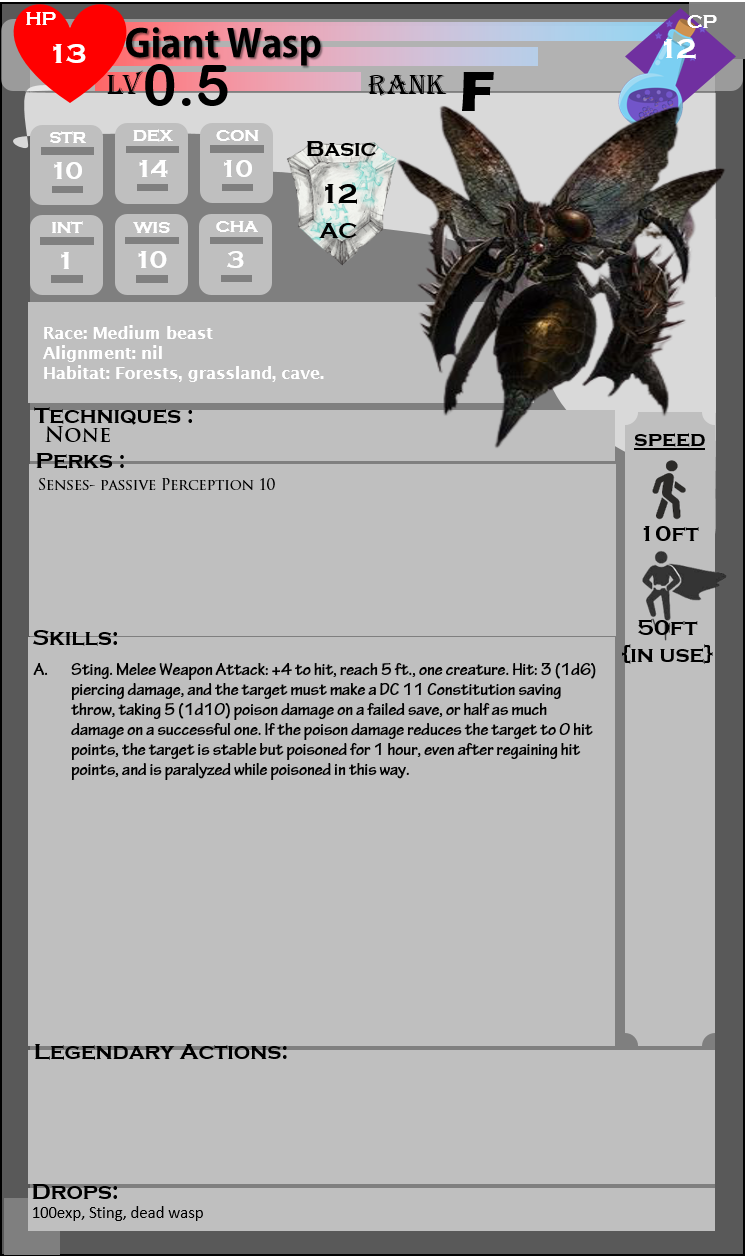 HP
13
Giant Wasp
CP
12
LV 0.5
RANK F
STR
10
DEX
14
CON
10
INT
1
WIS
10
CHA
3
BASIC
12
AC
Race: Medium beast
Alignment: nil
Habitat: Forests, grassland, cave.
TECHNIQUES :
NONE
PERKS :
SENSES- PASSIVE PERCEPTION 10
SPEED
10FT
50FT
{IN USE}
SKILLS:
A. Sting. Melee Weapon Attack: +4 to hit, reach 5 ft., one creature. Hit: 3 (1d6)
piercing damage, and the target must make a DC 11 Constitution saving
throw, taking 5 (1d10) poison damage on a failed save, or half as much
damage on a successful one. If the poison damage reduces the target to 0 hit
points, the target is stable but poisoned for 1 hour, even after regaining hit
points, and is paralyzed while poisoned in this way.
LEGENDARY ACTIONS:
DROPS:
100exp, Sting, dead wasp